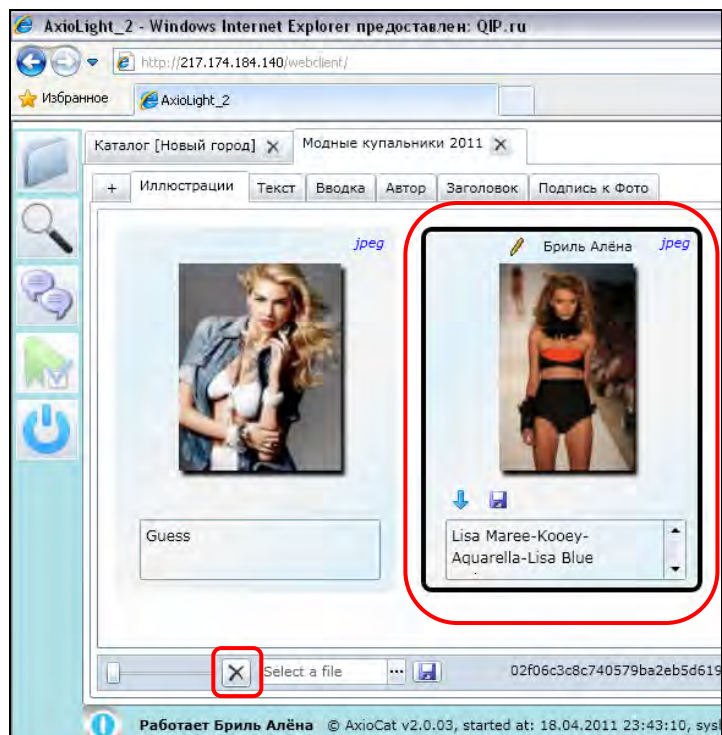 AxioLight_2 - Windows Internet Explorer предоставлен: QIP.ru
http://217.174.184.140/webclient/
Избранное AxioLight_2
Каталог [Новый город] Модные купальники 2011
+ Иллюстрации Текст Вводка Автор Заголовок Подпись к Фото
jpeg Бриль Алёна jpeg
Guess
Lisa Maree-Kooey-
Aquarella-Lisa Blue
Select a file ... 02f06c3c8c740579ba2eb5d619
Работает Бриль Алёна © AxioCat v2.0.03, started at: 18.04.2011 23:43:10, sys